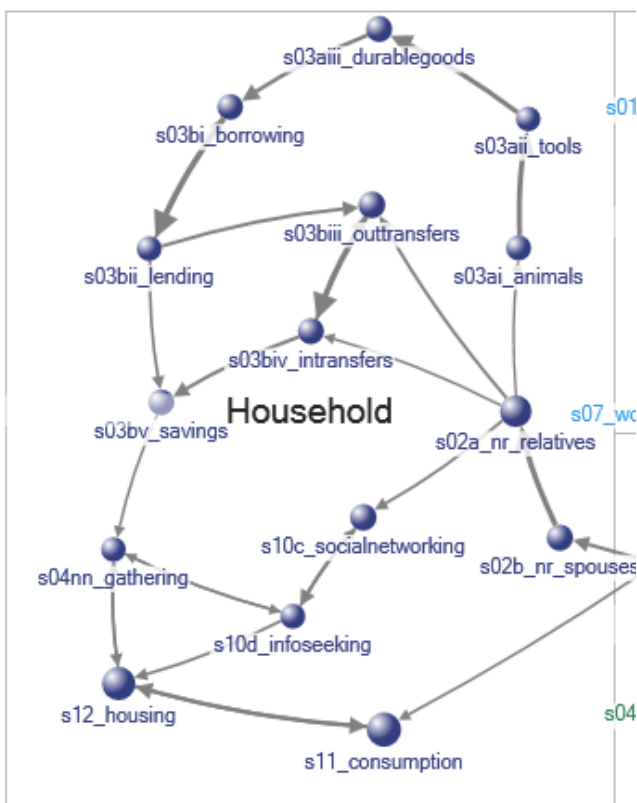 s03aiii_durablegoods
s01
s03bi_borrowing
s03aii_tools
s03biii_outtransfers
s03bii_lending
s03ai_animals
s03biv_intransfers
Household
s07_wo
s03bv_savings
s02a_nr_relatives
s10c_socialnetworking
s02b_nr_spouses
s04nn_gathering
s10d_infoseeking
s12_housing
s04
s11_consumption